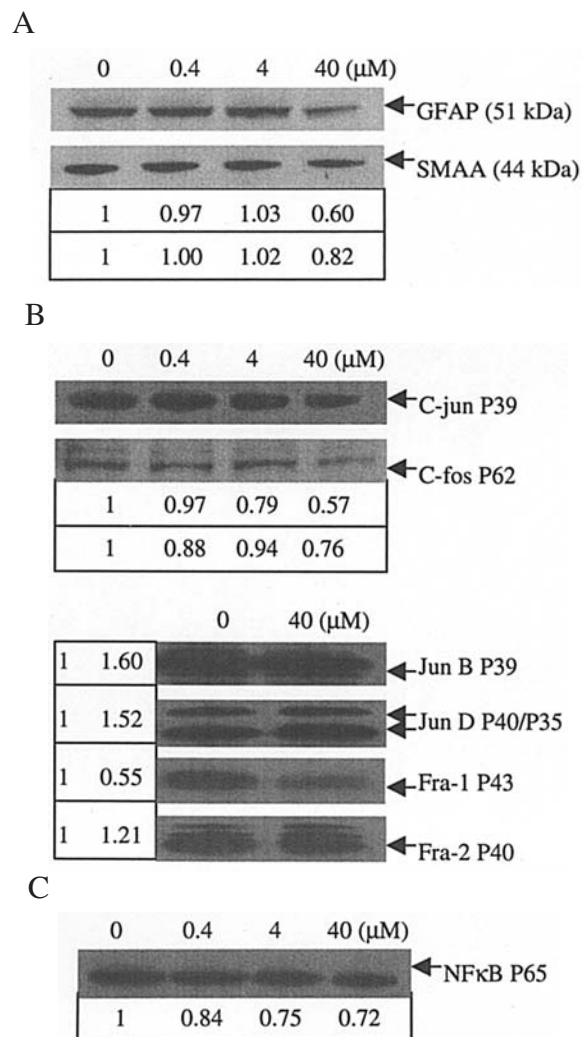 A
0 0.4 4 40 (μM)
GFAP (51 kDa)
SMAA (44 kDa)
1 0.97 1.03 0.60
1 1.00 1.02 0.82
B
0 0.4 4 40 (μM)
C-jun P39
C-fos P62
1 0.97 0.79 0.57
1 0.88 0.94 0.76
0 40 (μM)
1 1.60 Jun B P39
1 1.52 Jun D P40/P35
1 0.55 Fra-1 P43
1 1.21 Fra-2 P40
C
0 0.4 4 40 (μM)
NFκB P65
1 0.84 0.75 0.72